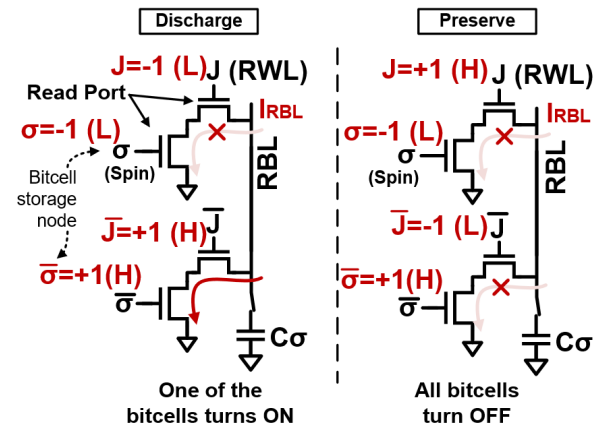 Discharge
J=-1 (L) J (RWL)
Read Port
IRBL
σ=-1 (L)
σ
(Spin)
RBL
Bitcell
storage
node
J̅=+1 (H) J̅
σ̅=+1(H)
σ̅
Cσ
One of the
bitcells turns ON
Preserve
J=+1 (H)
J (RWL)
IRBL
σ=-1 (L)
σ
(Spin)
RBL
J̅=-1 (L) J̅
σ̅=+1(H)
σ̅
Cσ
All bitcells
turn OFF